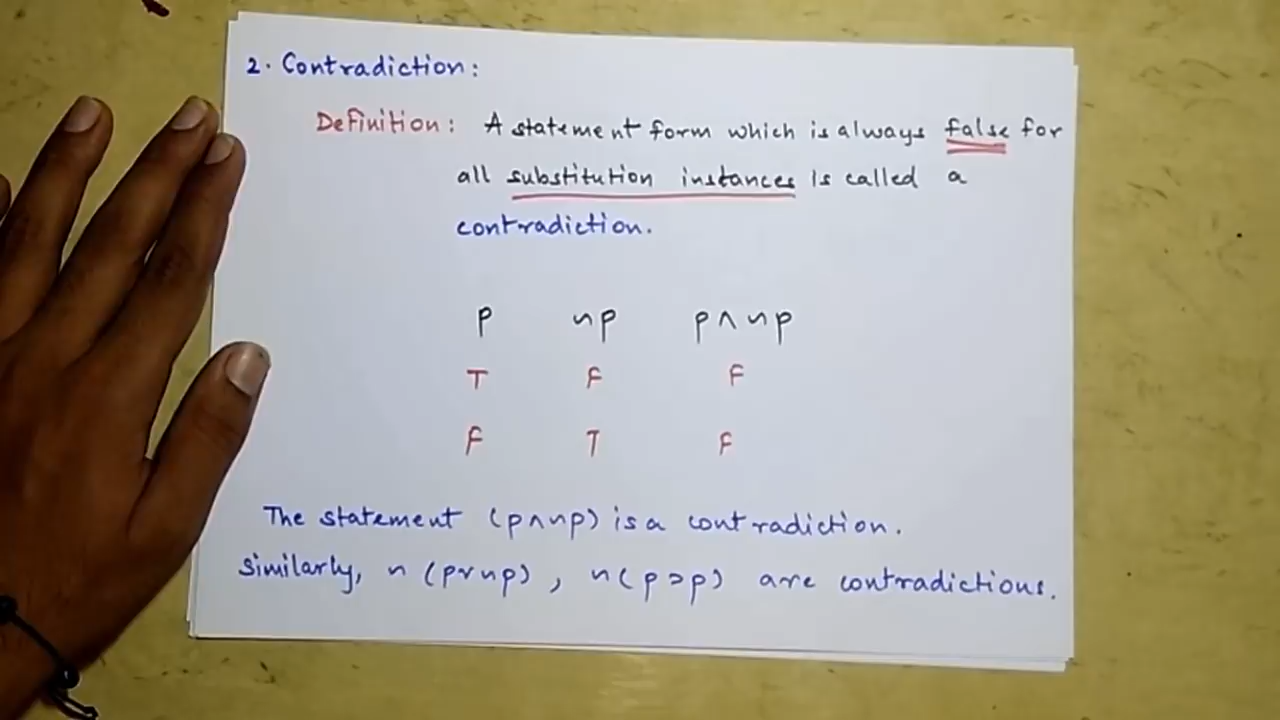 2. Contradiction:
Definition: A statement form which is always false for
all substitution instances is called a
contradiction.
p ∼p p ∧ ∼p
T F F
F T F
The statement (p∧∼p) is a contradiction.
Similarly, ∼ (p∨∼p), ∼(p⊃p) are contradictions.